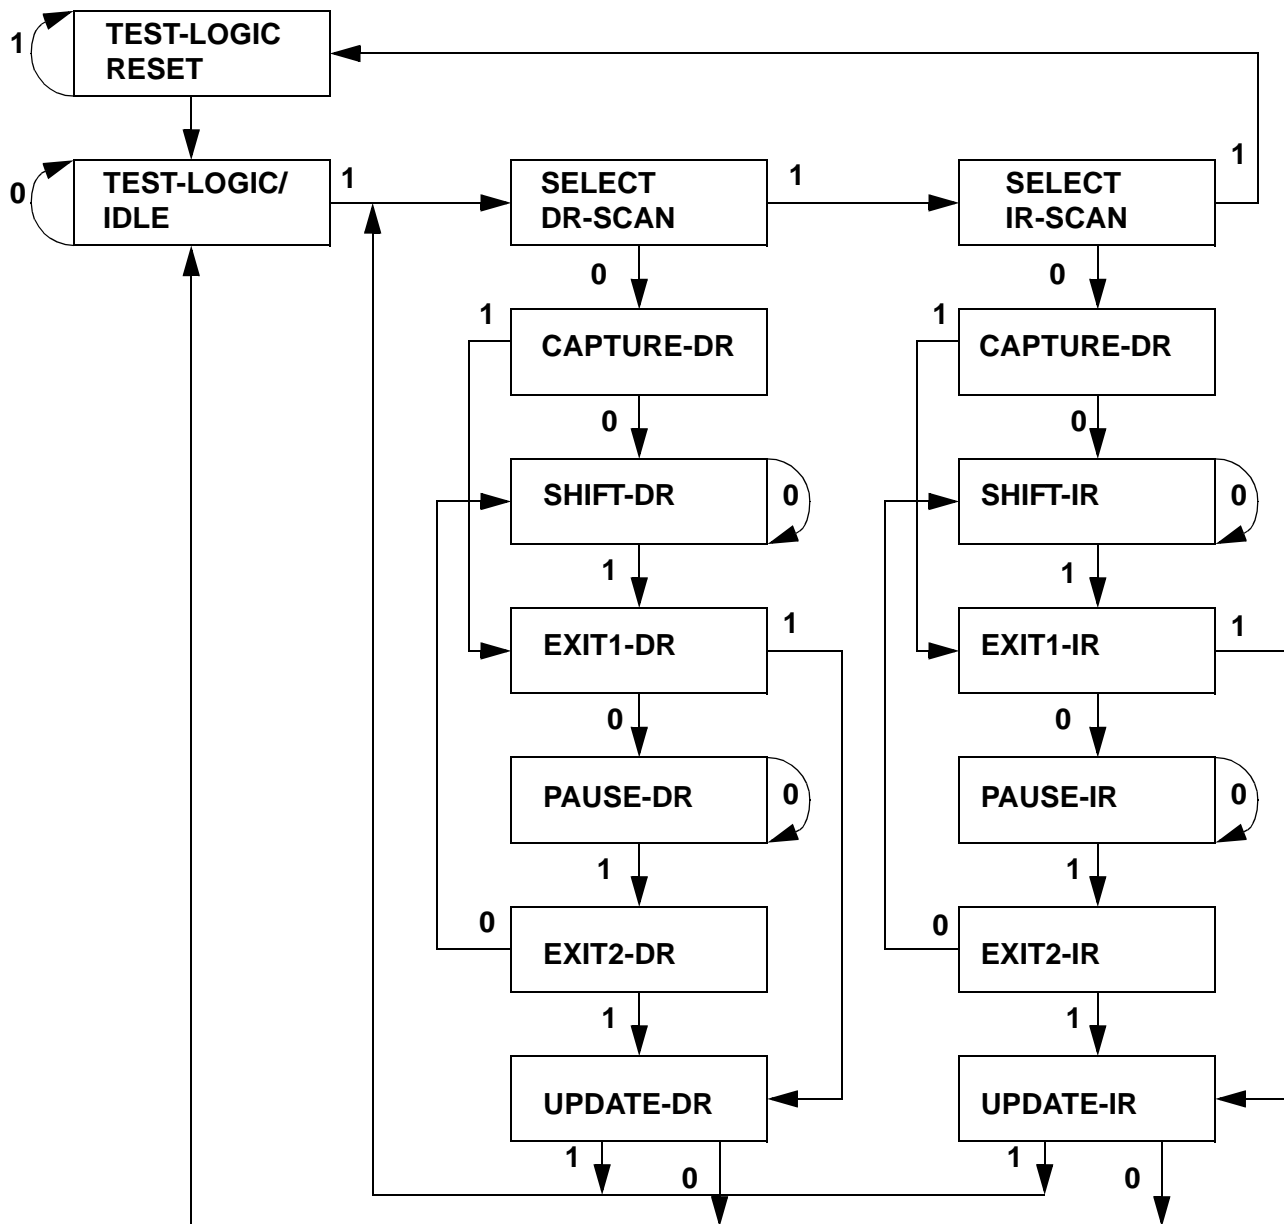 1
TEST-LOGIC
RESET
0
TEST-LOGIC/
IDLE
1
SELECT
DR-SCAN
1
SELECT
IR-SCAN
1
0
0
1
CAPTURE-DR
1
CAPTURE-DR
0
0
SHIFT-DR
0
SHIFT-IR
0
1
1
EXIT1-DR
1
EXIT1-IR
1
0
0
PAUSE-DR
0
PAUSE-IR
0
1
1
0
EXIT2-DR
0
EXIT2-IR
1
1
UPDATE-DR
UPDATE-IR
1
0
1
0